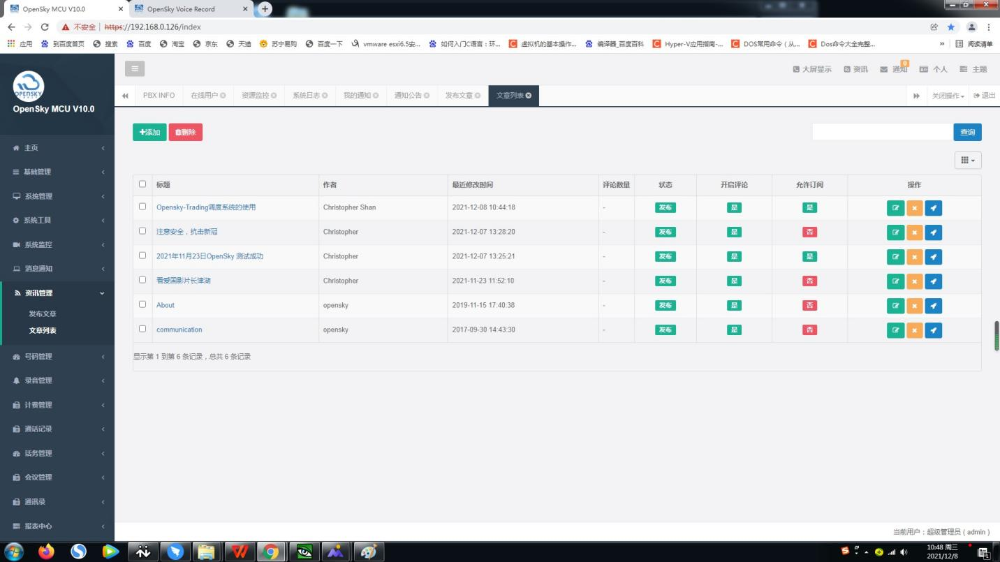 OpenSky MCU V10.0
OpenSky Voice Record
不安全 https://192.168.0.126/index
应用 到百度首页 搜索 百度 淘宝 京东 天猫 苏宁易购 百度一下 vmware esxi6.5安... 如何入门C语言：环... 虚拟机的基本操作... 编译器_百度百科 Hyper-V应用指南-... DOS常用命令（从... Dos命令大全完整... » 阅读清单
OPENSKY
OpenSky MCU V10.0
大屏显示 资讯 通知 0 个人 主题
PBX INFO 在线用户 资源监控 系统日志 我的通知 通知公告 发布文章 文章列表 关闭操作 退出
主页
基础管理
系统管理
系统工具
系统监控
消息通知
资讯管理
发布文章
文章列表
号码管理
录音管理
计费管理
通话记录
话务管理
会议管理
通讯录
报表中心
添加 删除 查询
标题 作者 最近修改时间 评论数量 状态 开启评论 允许订阅 操作
Opensky-Trading调度系统的使用 Christopher Shan 2021-12-08 10:44:18 - 发布 是 是
注意安全，抗击新冠 Christopher 2021-12-07 13:28:20 - 发布 是 否
2021年11月23日OpenSky 测试成功 Christopher 2021-12-07 13:25:21 - 发布 是 是
看爱国影片长津湖 Christopher 2021-11-23 11:52:10 - 发布 是 否
About opensky 2019-11-15 17:40:38 - 发布 是 否
communication opensky 2017-09-30 14:43:30 - 发布 是 否
显示第 1 到第 6 条记录，总共 6 条记录
当前用户：超级管理员 ( admin )
10:48 周三
2021/12/8